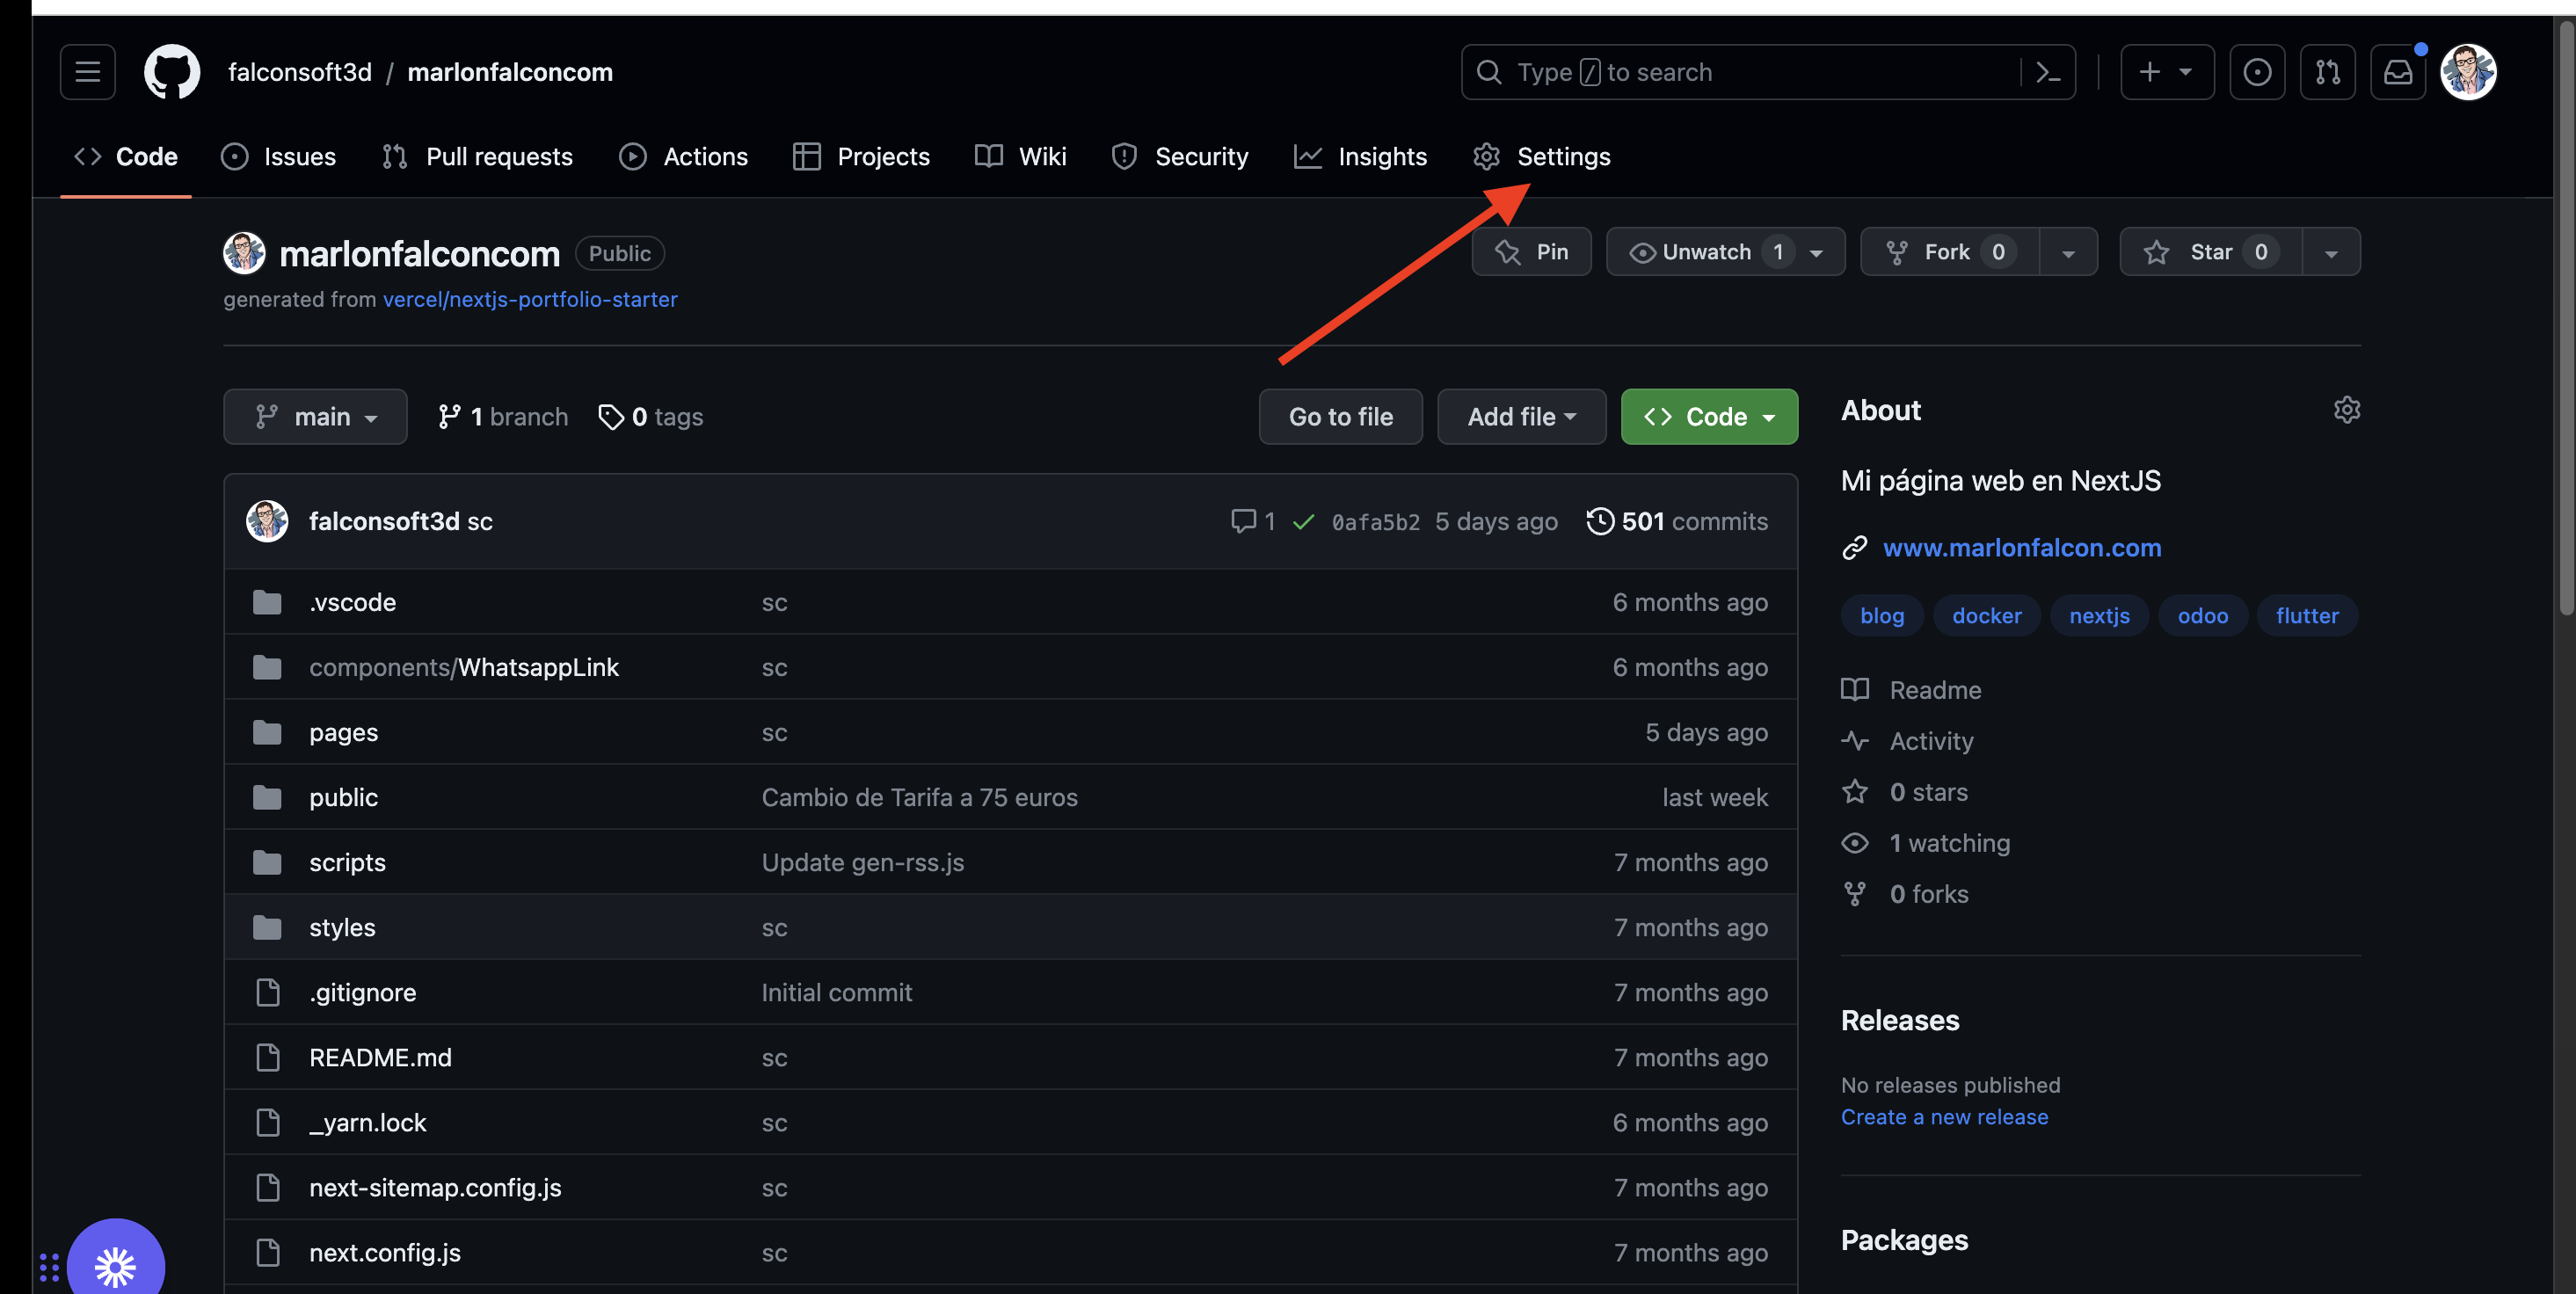 falconsoft3d / marlonfalconcom
Type / to search
Code Issues Pull requests Actions Projects Wiki Security Insights Settings
marlonfalconcom Public
Pin Unwatch 1 Fork 0 Star 0
generated from vercel/nextjs-portfolio-starter
main 1 branch 0 tags Go to file Add file Code
falconsoft3d sc 1 0afa5b2 5 days ago 501 commits
.vscode sc 6 months ago
components/WhatsappLink sc 6 months ago
pages sc 5 days ago
public Cambio de Tarifa a 75 euros last week
scripts Update gen-rss.js 7 months ago
styles sc 7 months ago
.gitignore Initial commit 7 months ago
README.md sc 7 months ago
_yarn.lock sc 6 months ago
next-sitemap.config.js sc 7 months ago
next.config.js sc 7 months ago
About
Mi página web en NextJS
www.marlonfalcon.com
blog docker nextjs odoo flutter
Readme
Activity
0 stars
1 watching
0 forks
Releases
No releases published
Create a new release
Packages